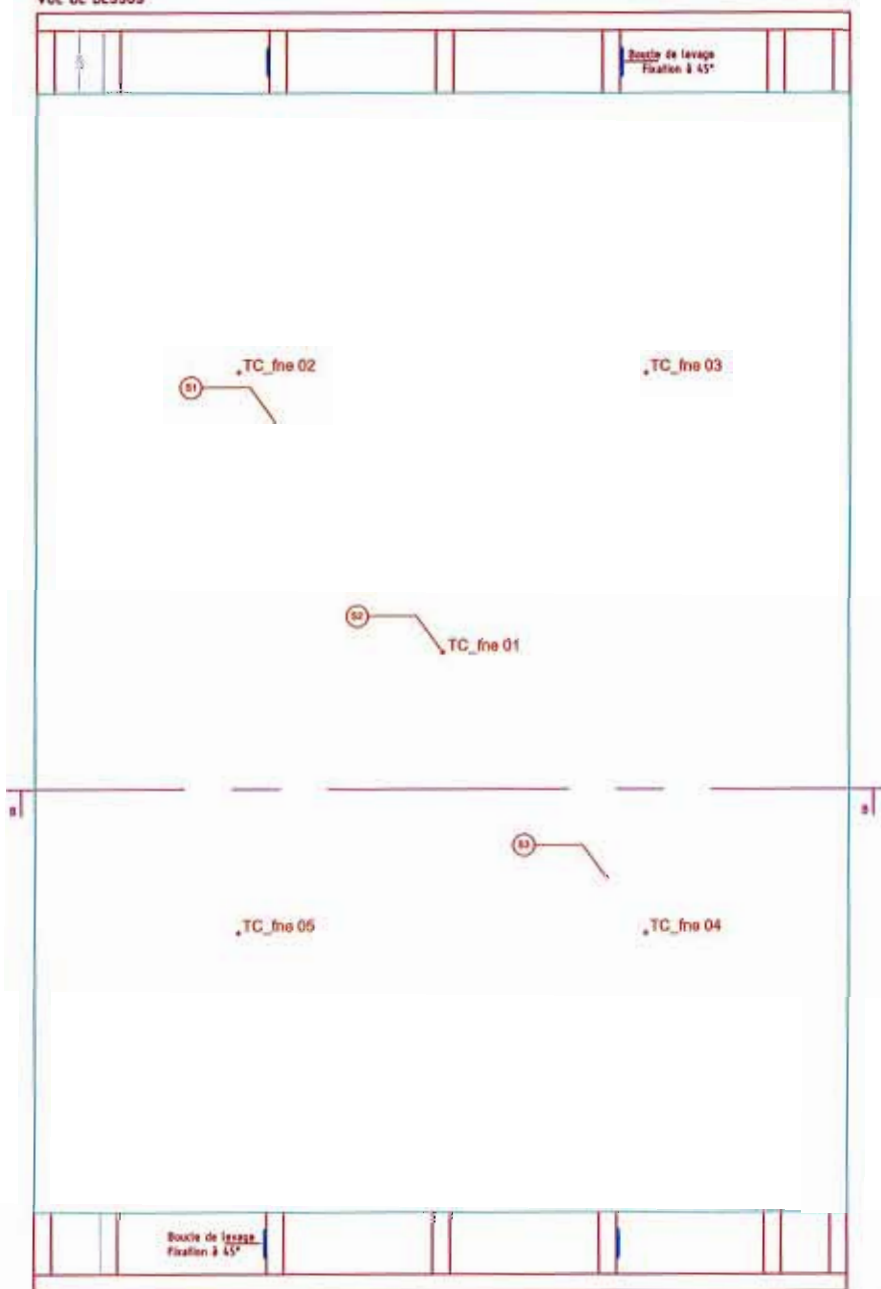 Boucle de levage
Fixation à 45°
TC_fne 02
TC_fne 03
S1
S2
TC_fne 01
B
B
S3
TC_fne 05
TC_fne 04
Boucle de levage
Fixation à 45°